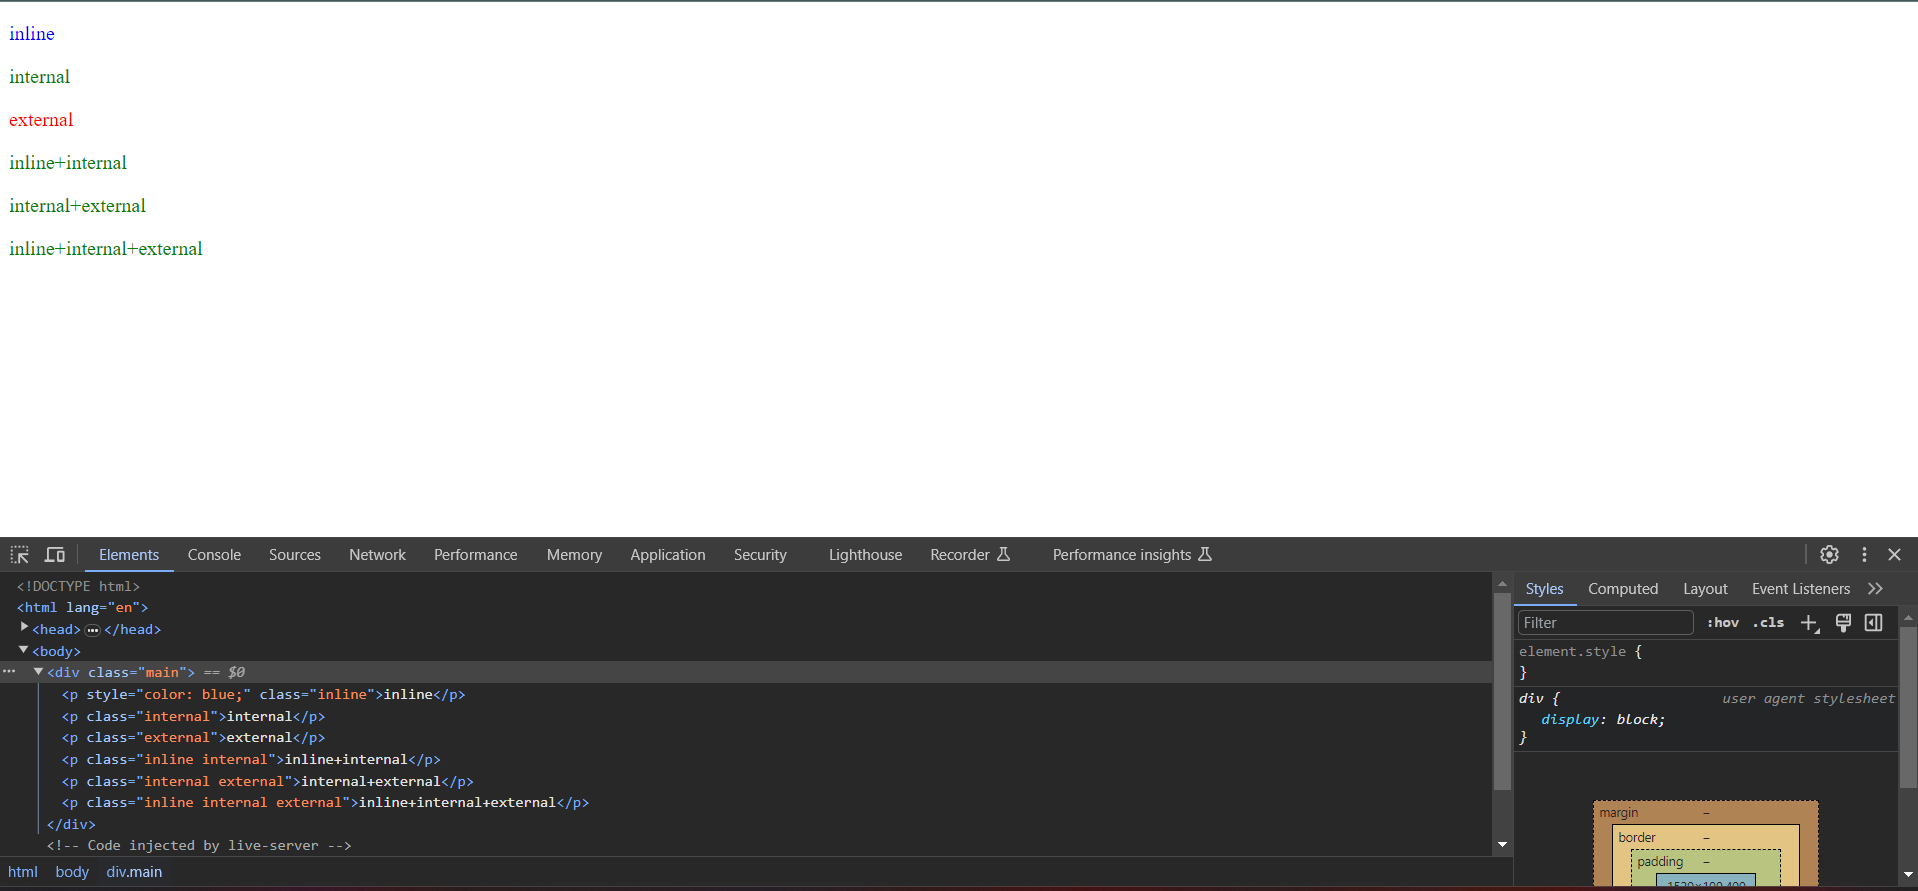 inline
internal
external
inline+internal
internal+external
inline+internal+external
Elements Console Sources Network Performance Memory Application Security Lighthouse Recorder Performance insights
<!DOCTYPE html>
<html lang="en">
<head> ••• </head>
<body>
••• <div class="main"> == $0
<p style="color: blue;" class="inline">inline</p>
<p class="internal">internal</p>
<p class="external">external</p>
<p class="inline internal">inline+internal</p>
<p class="internal external">internal+external</p>
<p class="inline internal external">inline+internal+external</p>
</div>
<!-- Code injected by live-server -->
html body div.main
Styles Computed Layout Event Listeners
Filter :hov .cls
element.style {
}
div { user agent stylesheet
display: block;
}
margin –
border –
padding –